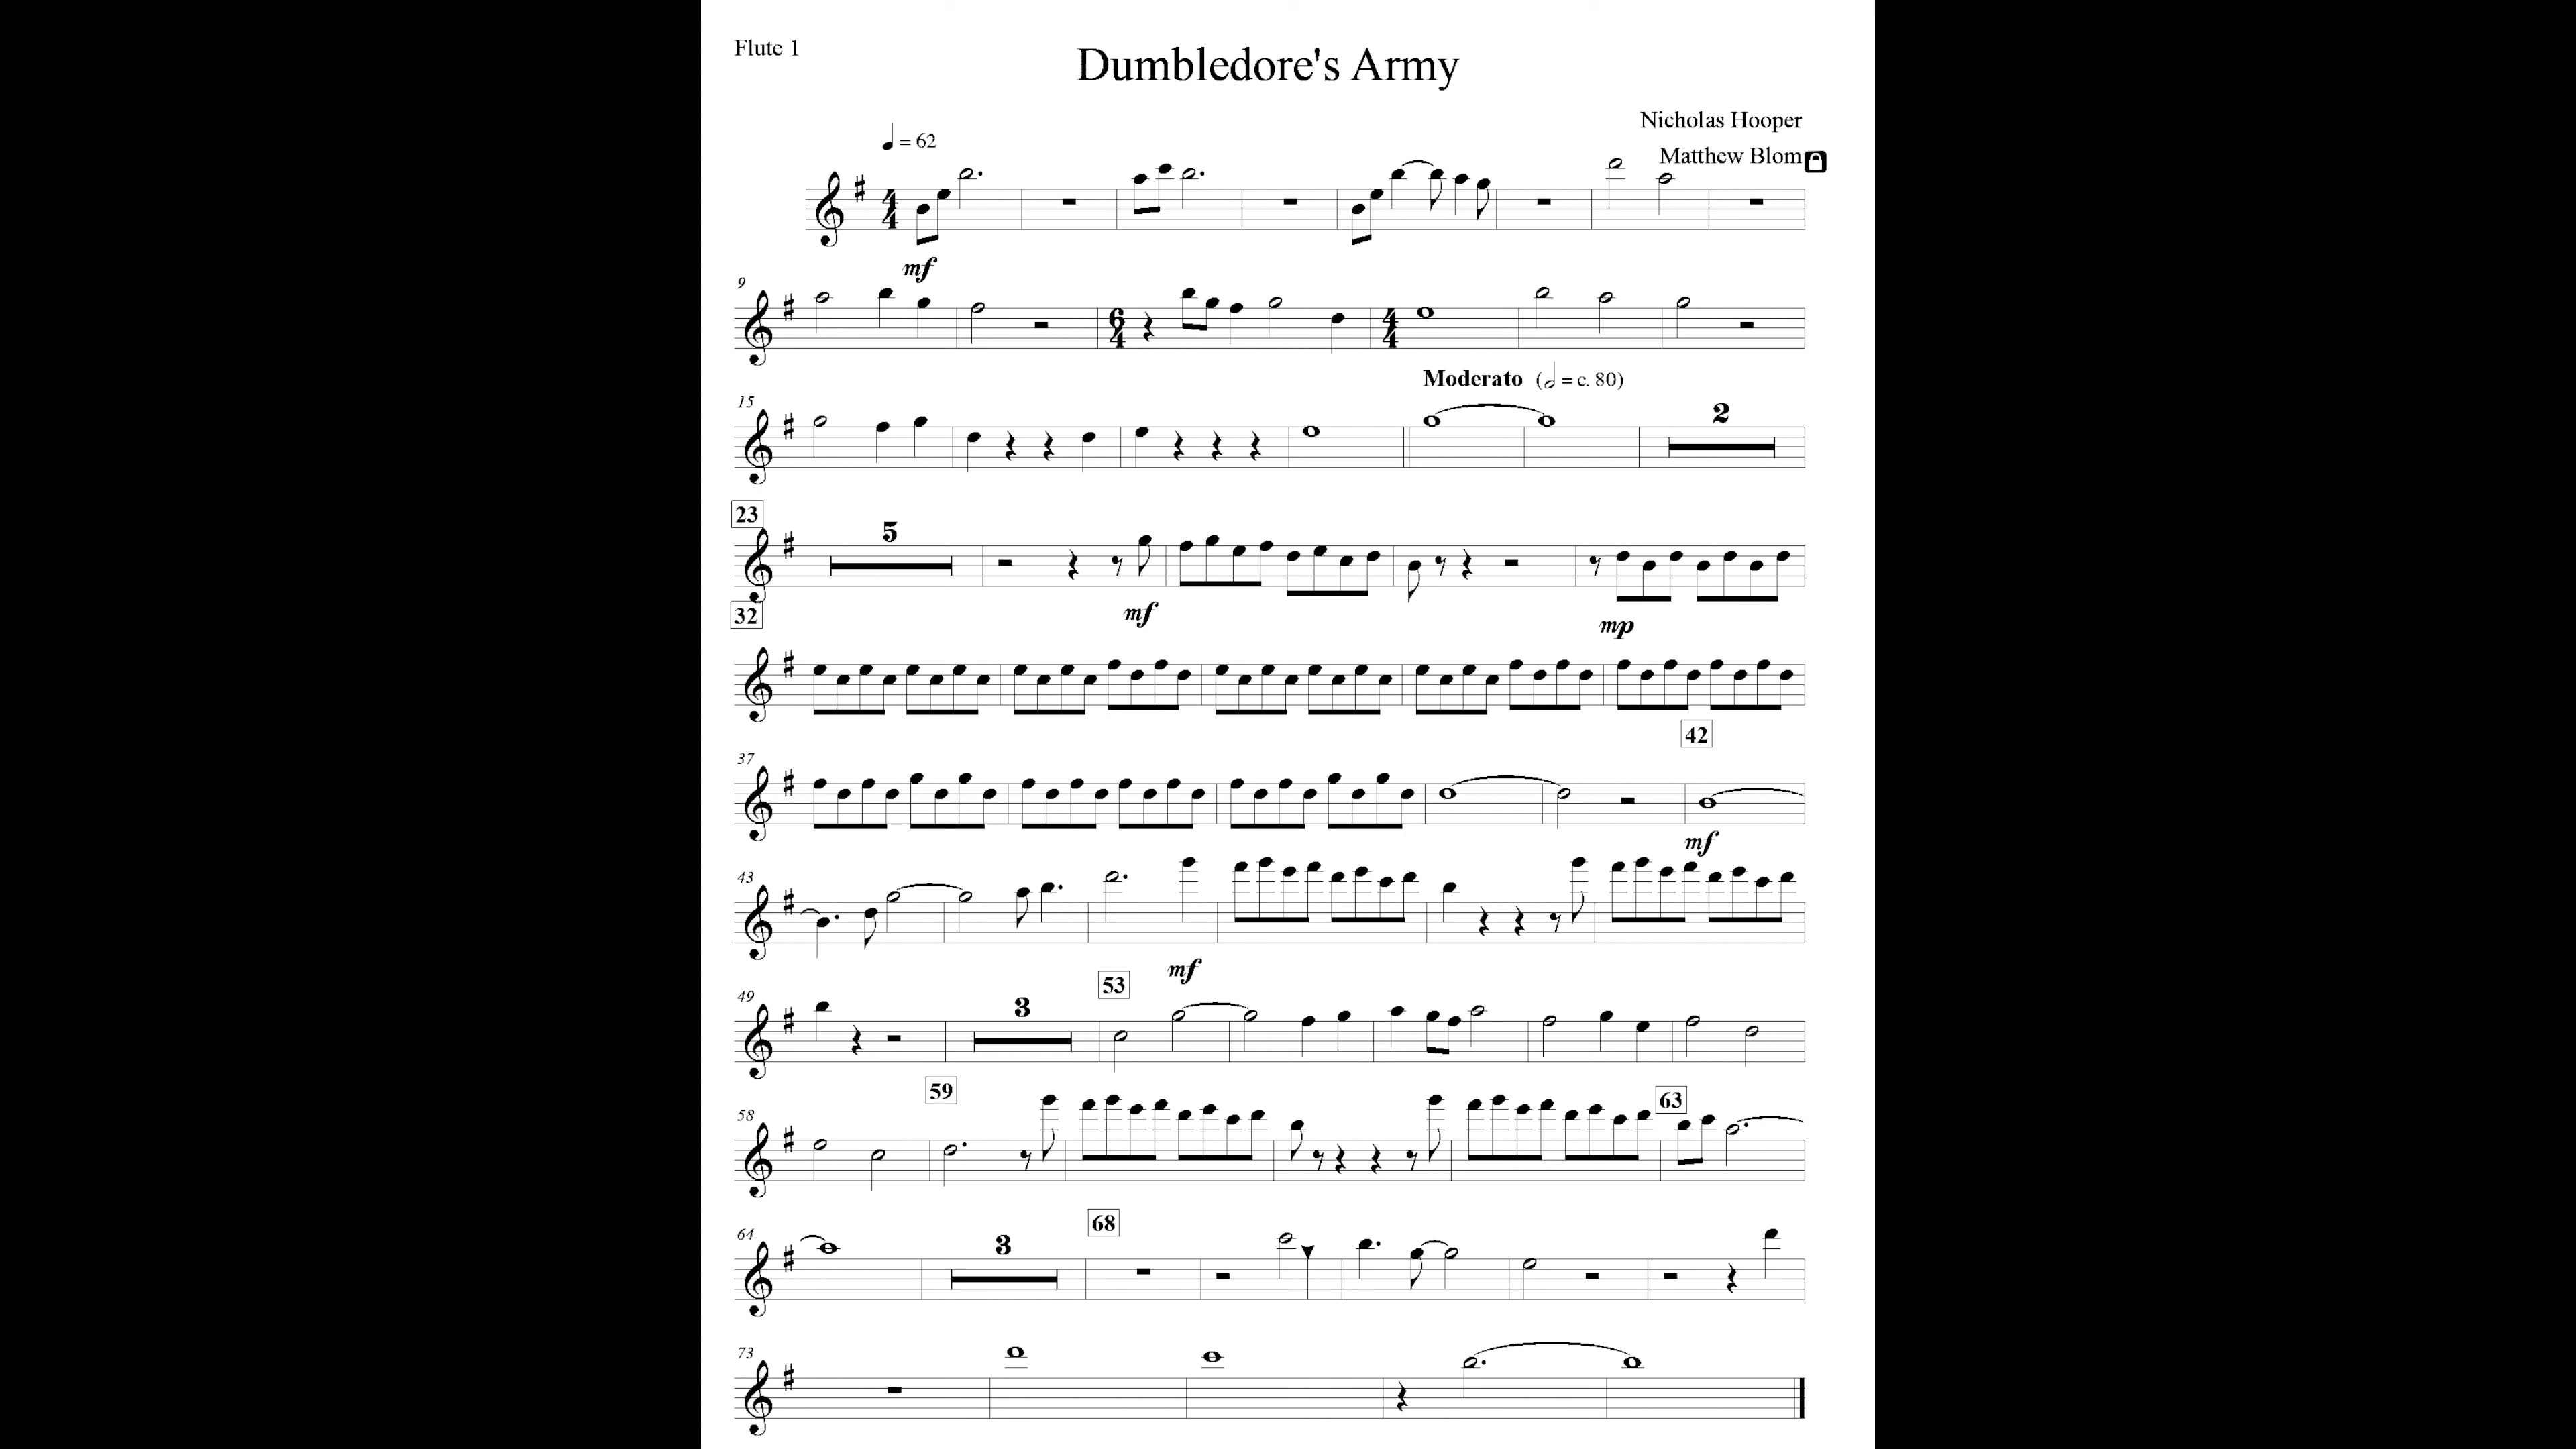 Flute 1
Dumbledore's Army
Nicholas Hooper
= 62
Matthew Blom
4
4
mf
9
6
4
4
4
Moderato (𝅗𝅥 = c. 80)
15
2
23
5
mf
mp
32
42
37
mf
43
mf
53
49
3
59
63
58
68
64
3
73